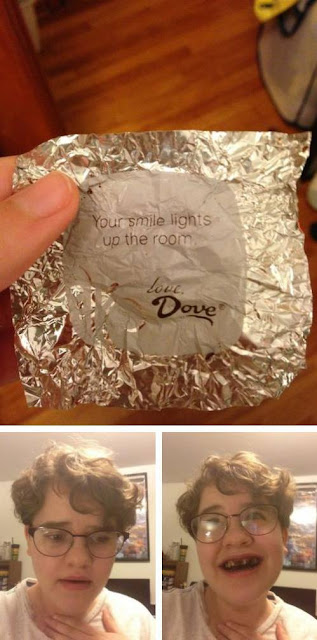 Your smile lights
up the room.
love,
Dove